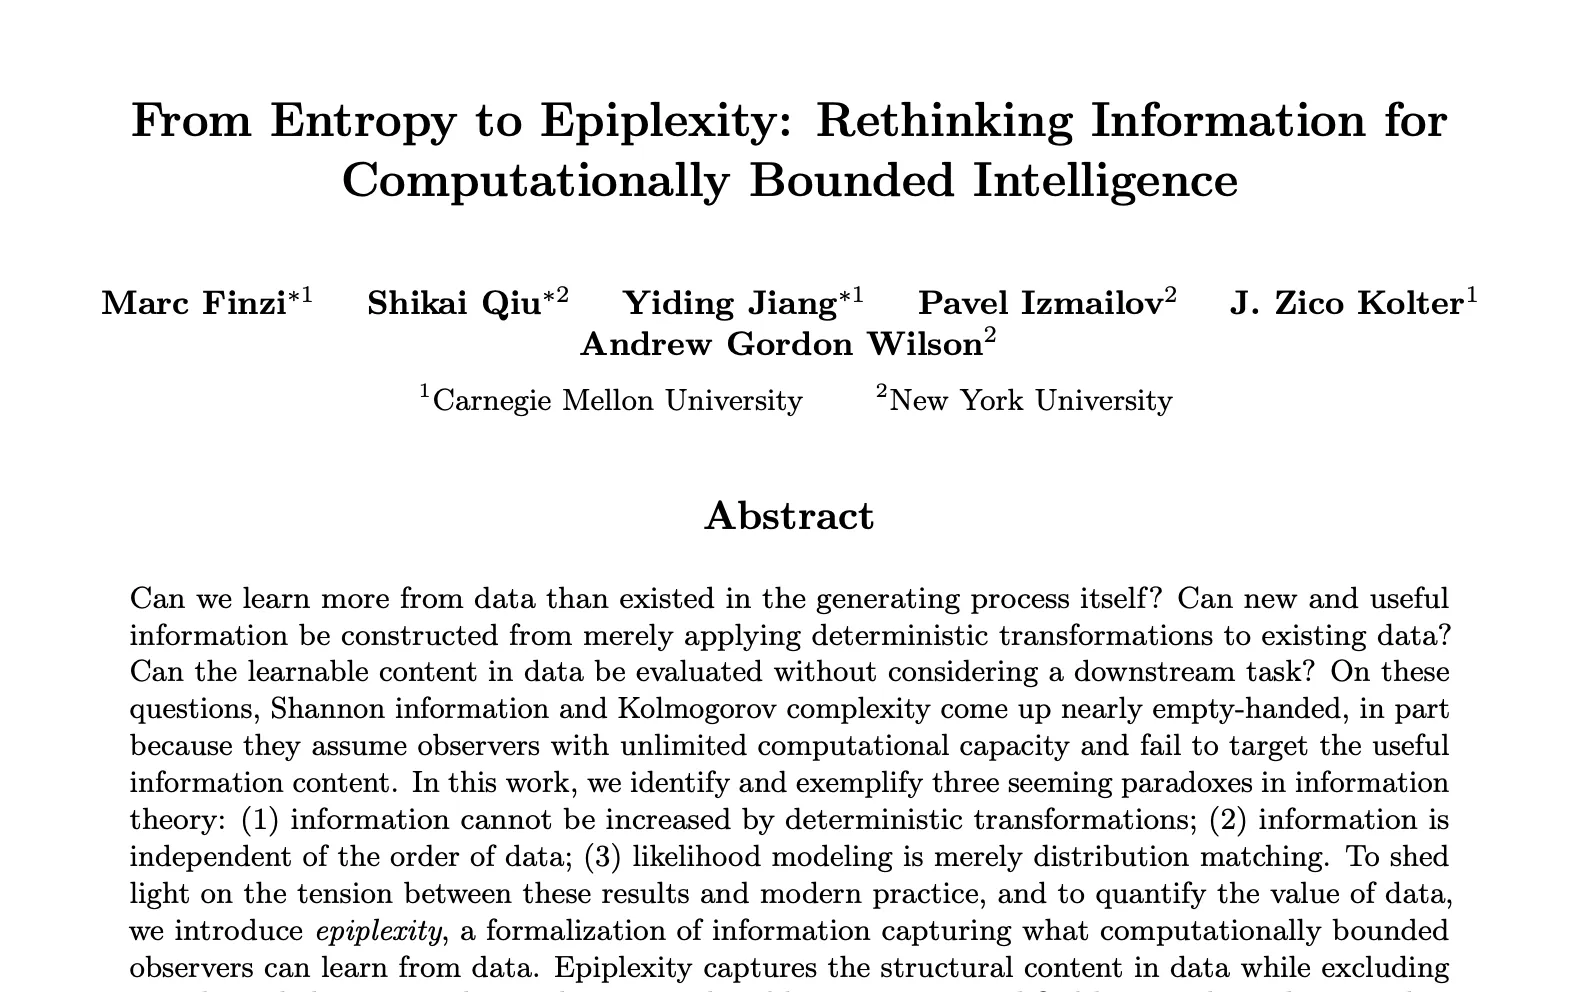 From Entropy to Epiplexity: Rethinking Information for
Computationally Bounded Intelligence
Marc Finzi*1 Shikai Qiu*2 Yiding Jiang*1 Pavel Izmailov2 J. Zico Kolter1
Andrew Gordon Wilson2
1Carnegie Mellon University 2New York University
Abstract
Can we learn more from data than existed in the generating process itself? Can new and useful
information be constructed from merely applying deterministic transformations to existing data?
Can the learnable content in data be evaluated without considering a downstream task? On these
questions, Shannon information and Kolmogorov complexity come up nearly empty-handed, in part
because they assume observers with unlimited computational capacity and fail to target the useful
information content. In this work, we identify and exemplify three seeming paradoxes in information
theory: (1) information cannot be increased by deterministic transformations; (2) information is
independent of the order of data; (3) likelihood modeling is merely distribution matching. To shed
light on the tension between these results and modern practice, and to quantify the value of data,
we introduce epiplexity, a formalization of information capturing what computationally bounded
observers can learn from data. Epiplexity captures the structural content in data while excluding